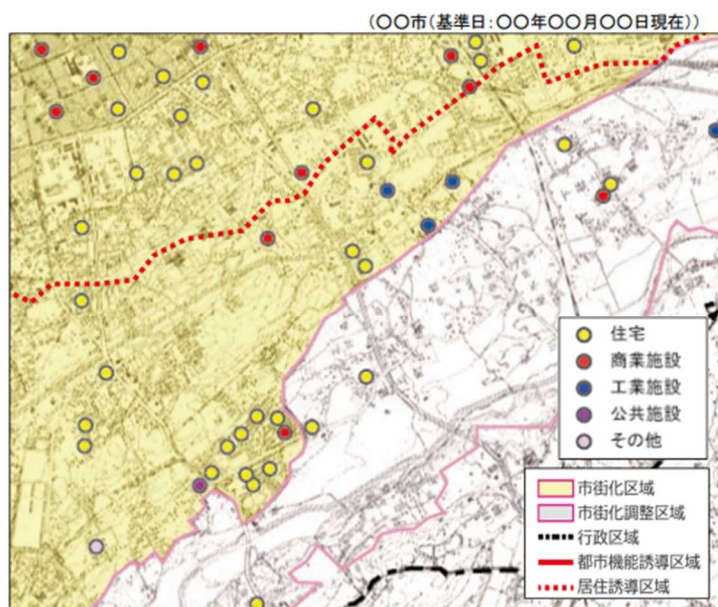 (〇〇市(基準日:〇〇年〇〇月〇〇日現在))
住宅
商業施設
工業施設
公共施設
その他
市街化区域
市街化調整区域
行政区域
都市機能誘導区域
居住誘導区域